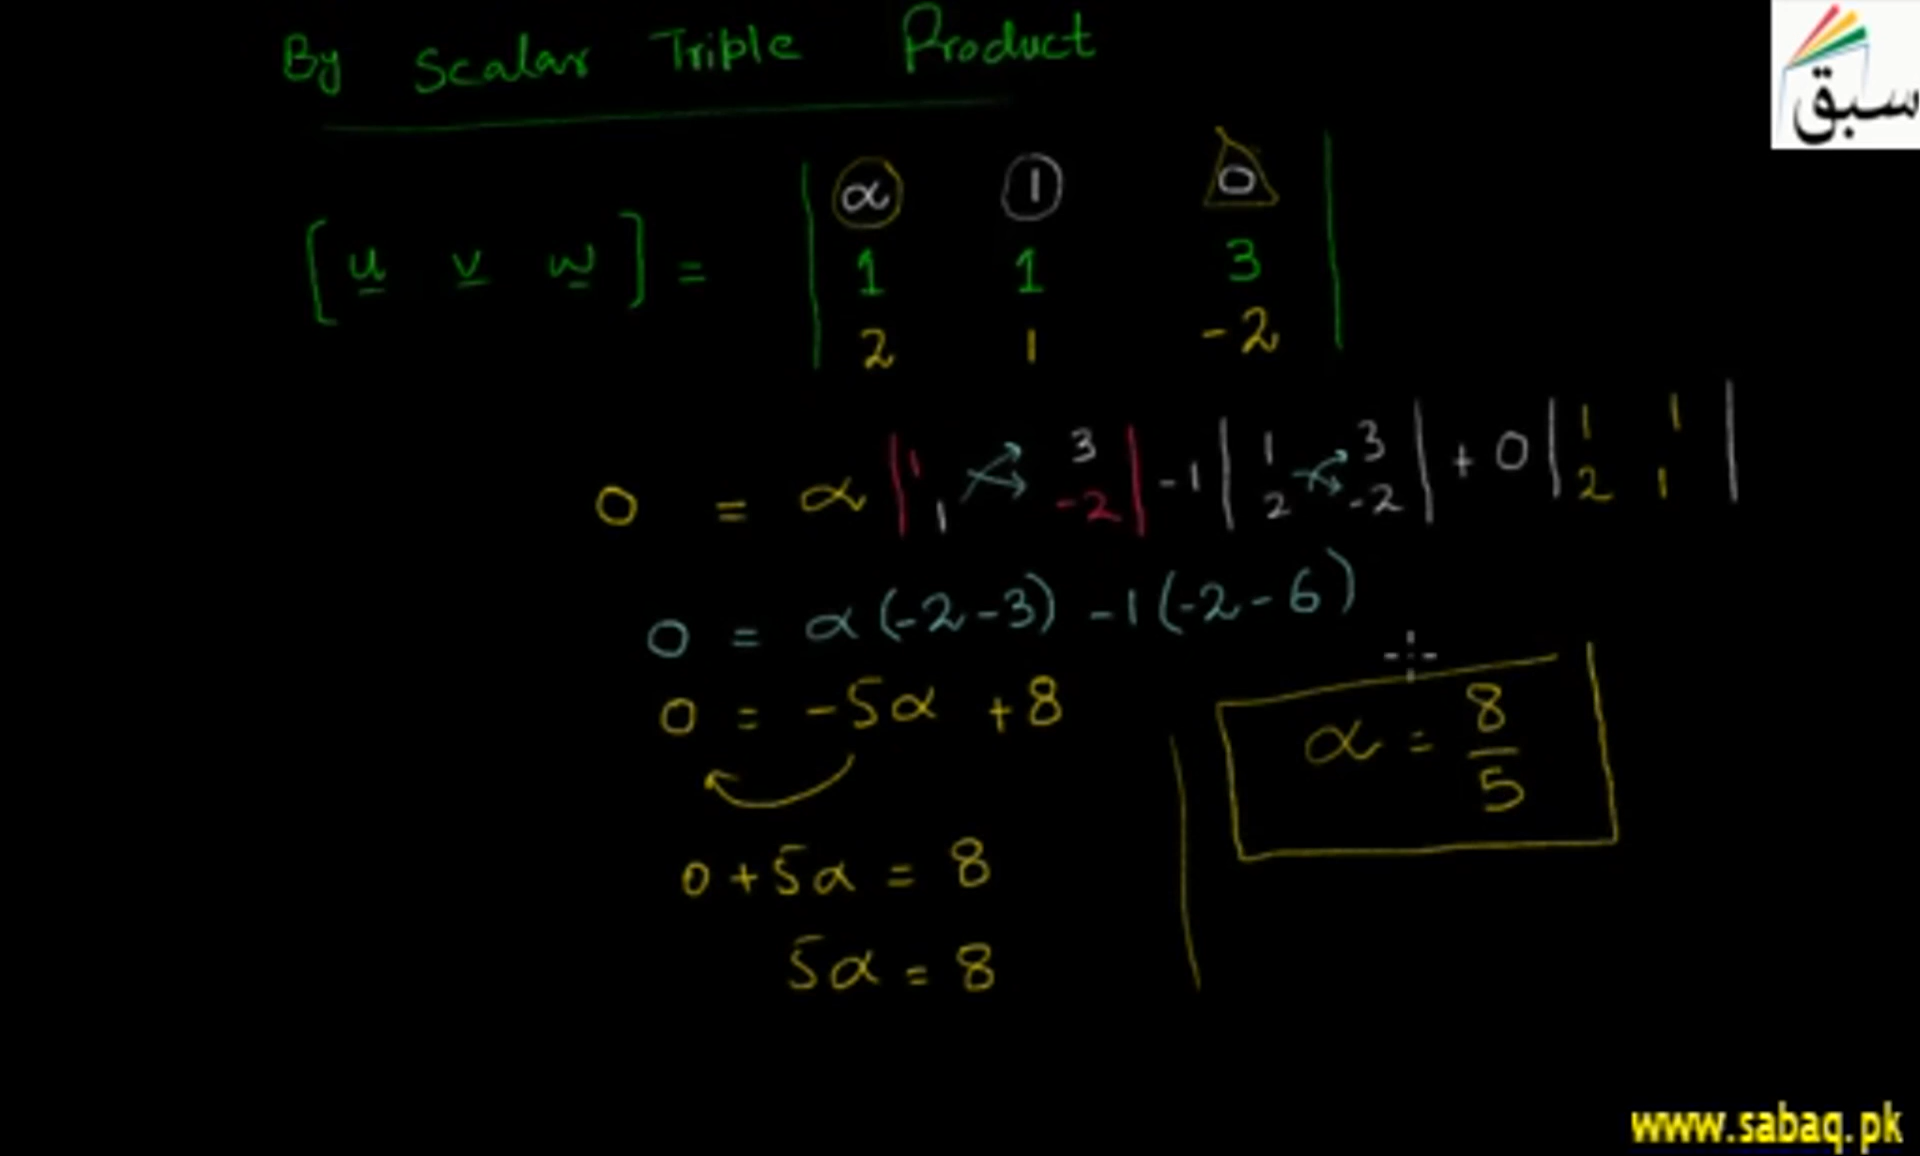 By Scalar Triple Product
سبق
[u v w] = | α 1 0 |
1 1 3
2 1 -2
0 = α | 1 3 | -1 | 1 3 | + 0 | 1 1 |
1 -2 2 -2 2 1
0 = α(-2-3) -1(-2-6)
0 = -5α +8
0+5α = 8
5α = 8
α = 8/5
www.sabaq.pk